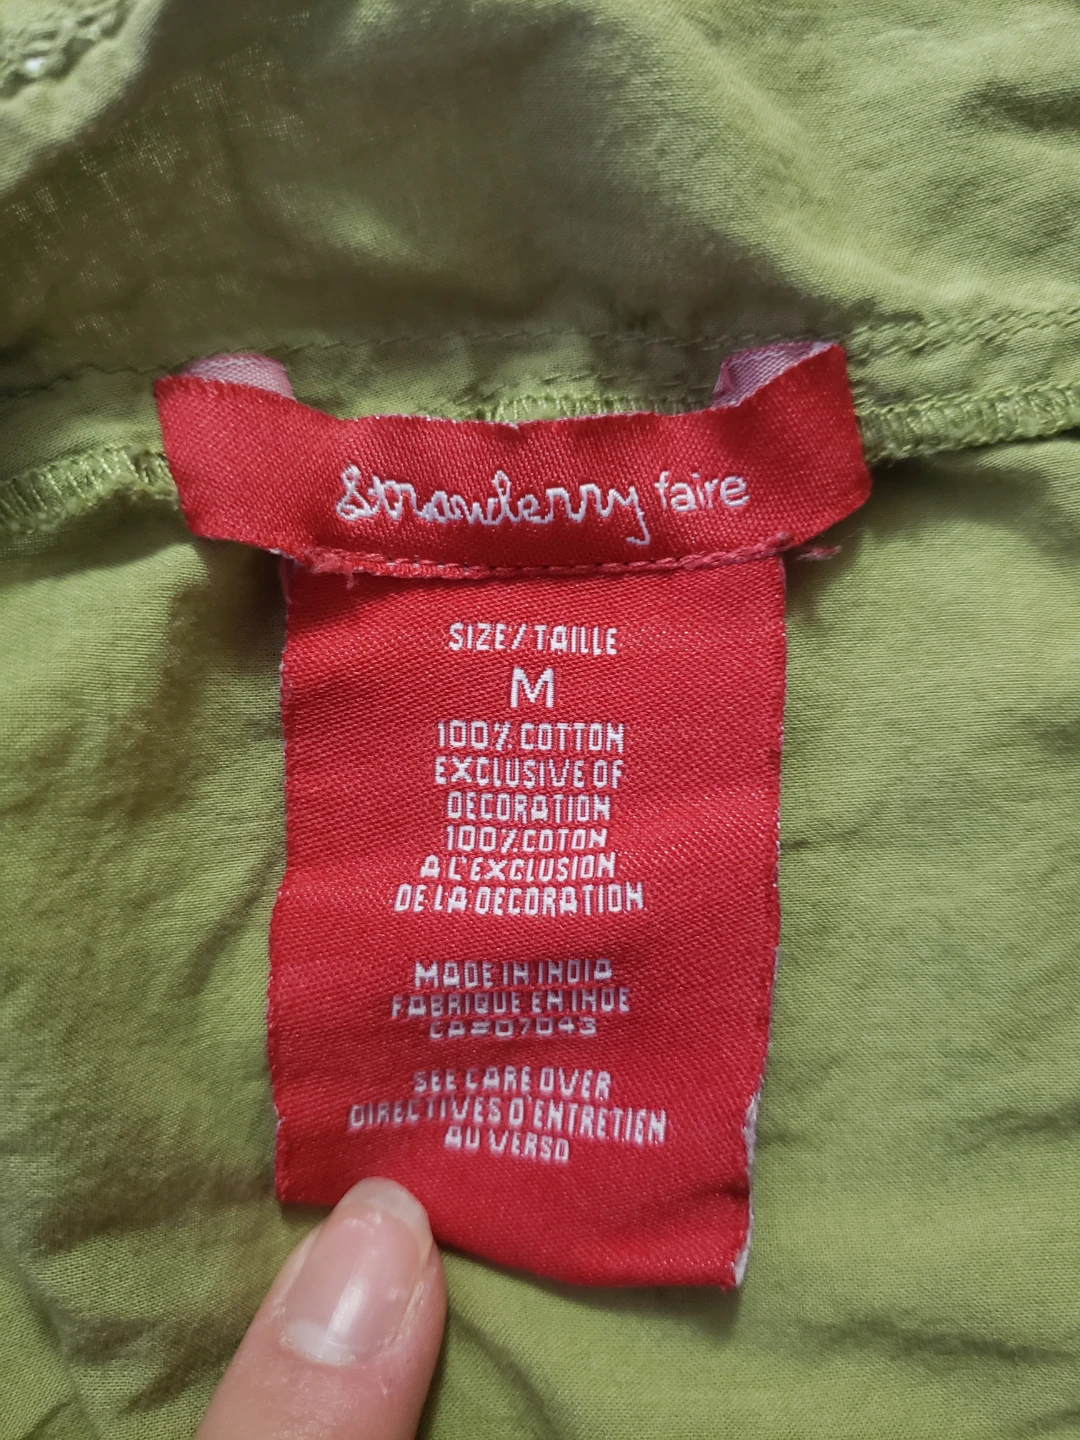 Strawberry faire
SIZE/TAILLE
M
100% COTTON
EXCLUSIVE OF
DECORATION
100% COTON
A L'EXCLUSION
DE LA DECORATION
MADE IN INDIA
FABRIQUE EN INDE
CA#07043
SEE CARE OVER
DIRECTIVES D'ENTRETIEN
AU VERSO